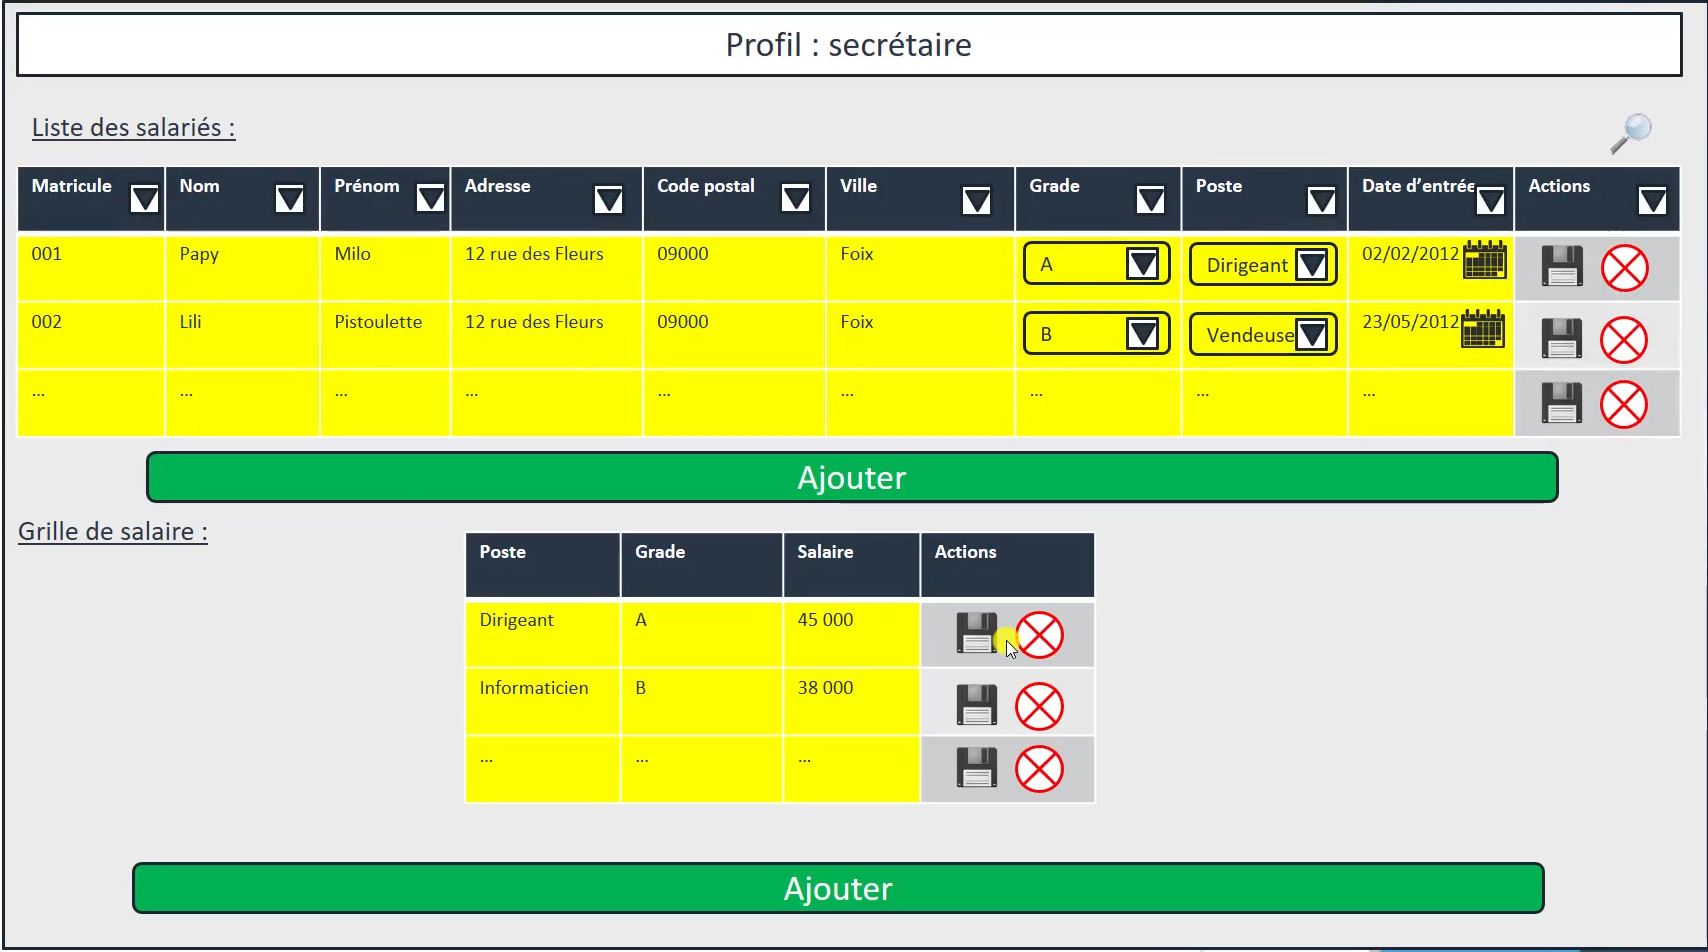 Profil : secrétaire
Liste des salariés :
Matricule Nom Prénom Adresse Code postal Ville Grade Poste Date d’entrée Actions
001 Papy Milo 12 rue des Fleurs 09000 Foix A Dirigeant 02/02/2012
002 Lili Pistoulette 12 rue des Fleurs 09000 Foix B Vendeuse 23/05/2012
... ... ... ... ... ... ... ... ...
Ajouter
Grille de salaire :
Poste Grade Salaire Actions
Dirigeant A 45 000
Informaticien B 38 000
... ... ...
Ajouter